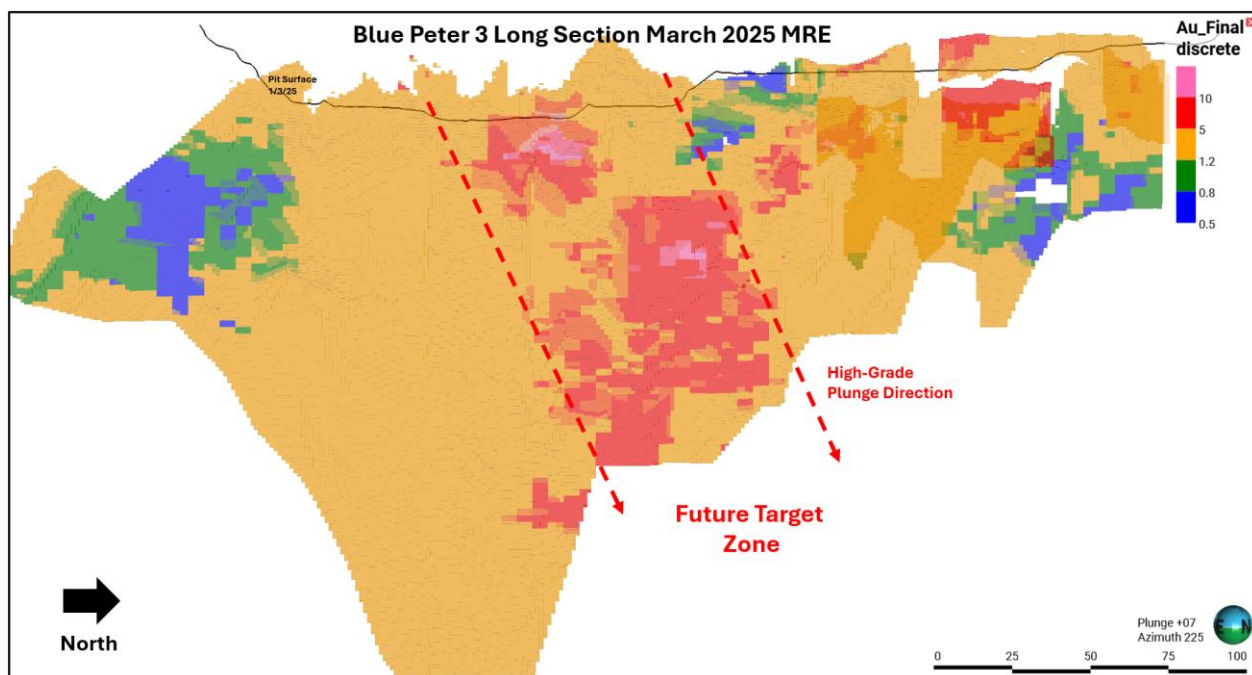 Blue Peter 3 Long Section March 2025 MRE
Au_Final
discrete
Pit Surface
1/3/25
10
5
1.2
0.8
0.5
High-Grade
Plunge Direction
Future Target
Zone
North
Plunge +07
Azimuth 225
E N
0 25 50 75 100